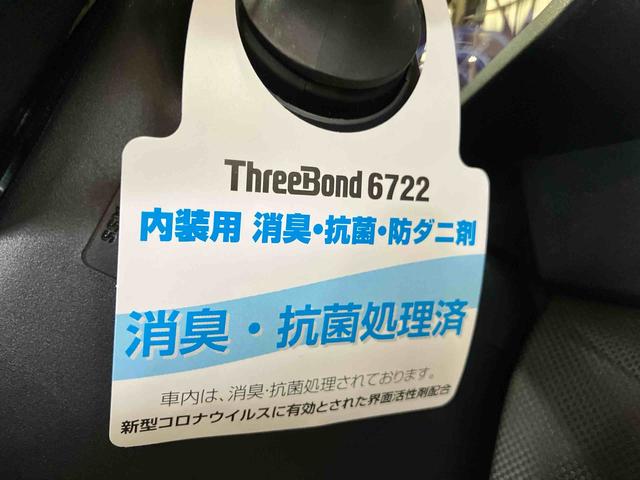 ThreeBond 6722
内装用 消臭・抗菌・防ダニ剤
消臭・抗菌処理済
車内は、消臭・抗菌処理されております。
新型コロナウイルスに有効とされた界面活性剤配合